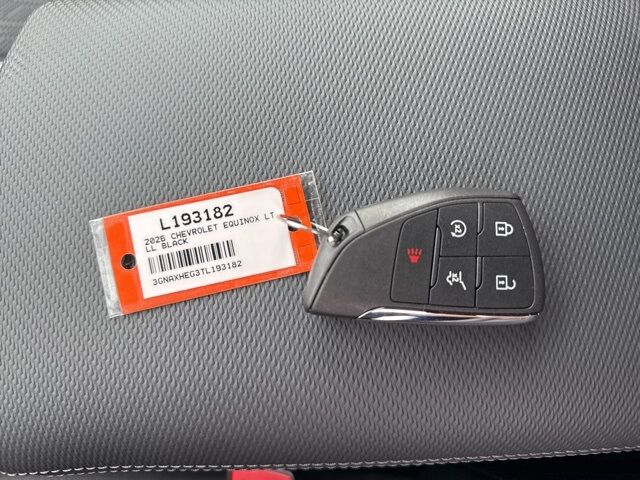 L193182
2026 CHEVROLET EQUINOX LT
LL BLACK
3GNAXHEG3TL193182